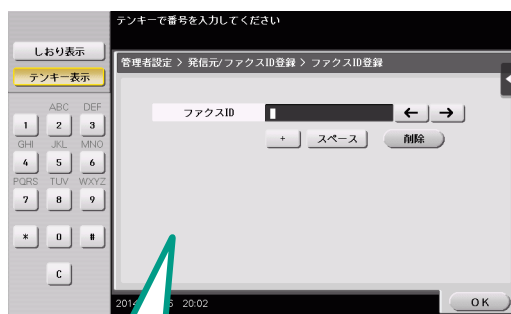 テンキーで番号を入力してください
しおり表示
テンキー表示
管理者設定 > 発信元/ファクスID登録 > ファクスID登録
ファクスID
← →
+ スペース 削除
ABC DEF
1 2 3
GHI JKL MNO
4 5 6
PQRS TUV WXYZ
7 8 9
* 0 #
C
20:02
OK